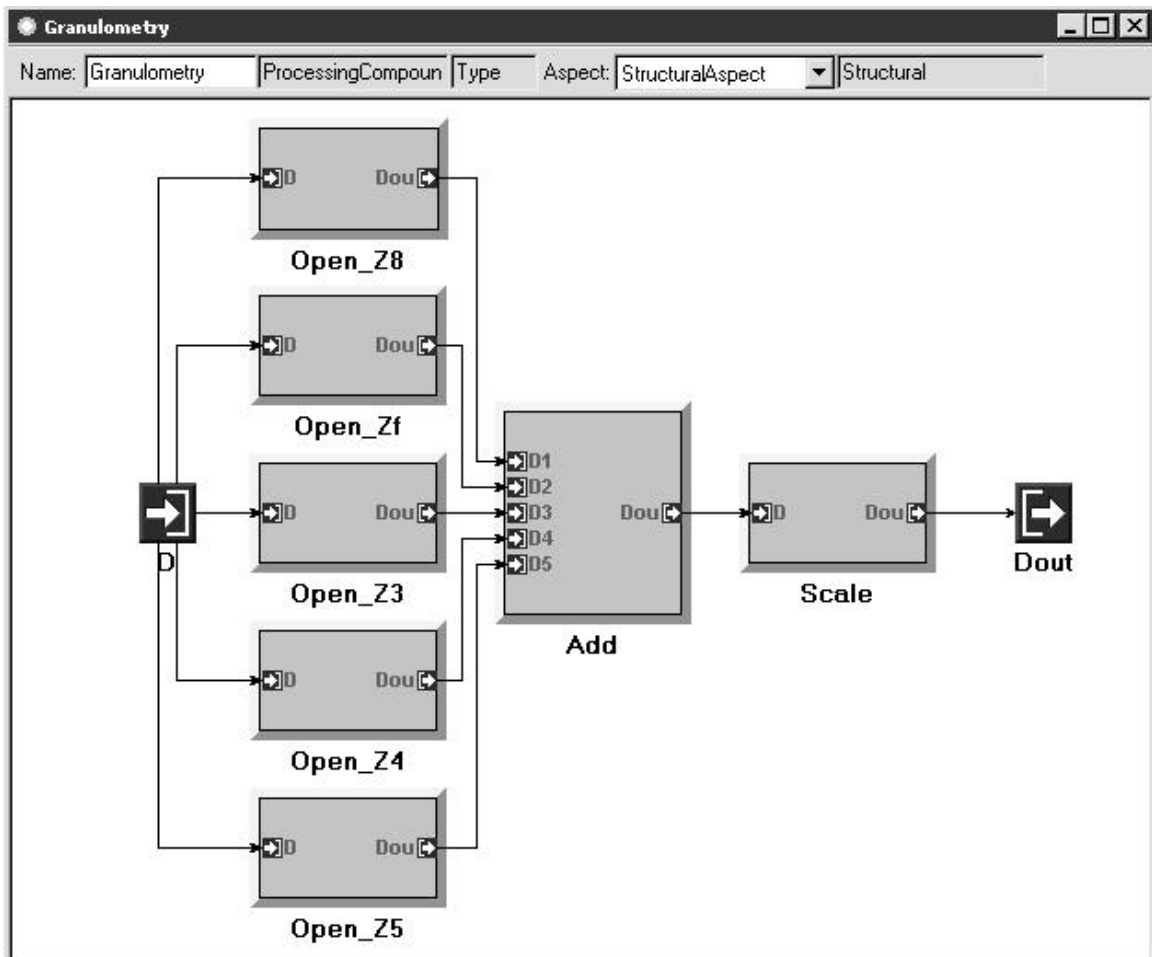 Granulometry
Name: Granulometry ProcessingCompoun Type Aspect: StructuralAspect Structural
D Dou
Open_Z8
D Dou
Open_Zf
D1
D2
D Dou D3 Dou D Dou
D4
D5
D
Open_Z3
Scale
Dout
Add
D Dou
Open_Z4
D Dou
Open_Z5